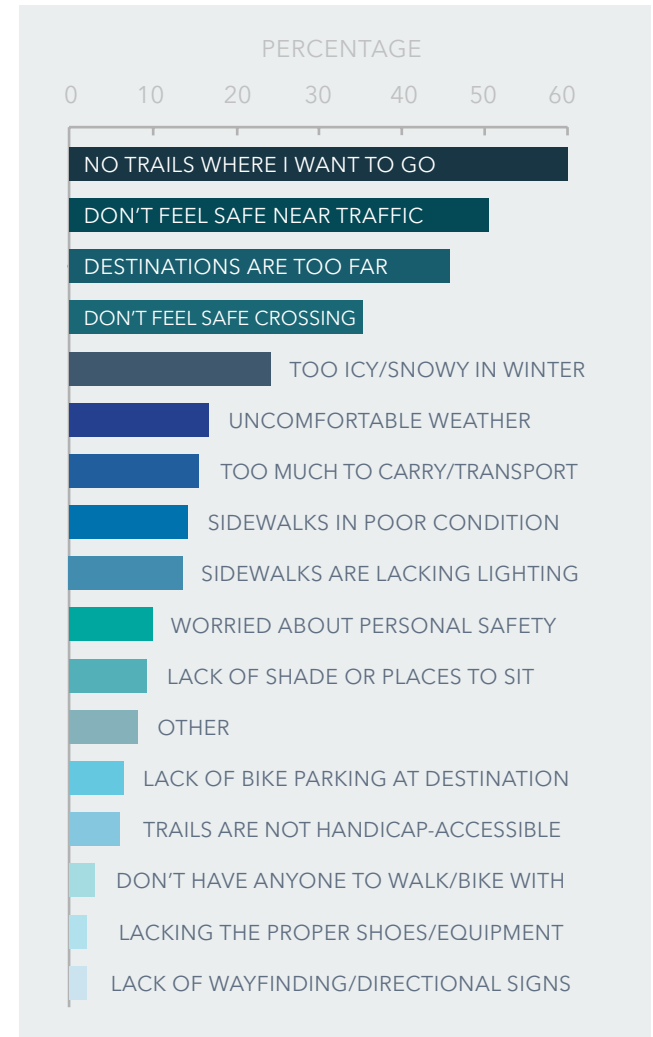 PERCENTAGE
0 10 20 30 40 50 60
NO TRAILS WHERE I WANT TO GO
DON'T FEEL SAFE NEAR TRAFFIC
DESTINATIONS ARE TOO FAR
DON'T FEEL SAFE CROSSING
TOO ICY/SNOWY IN WINTER
UNCOMFORTABLE WEATHER
TOO MUCH TO CARRY/TRANSPORT
SIDEWALKS IN POOR CONDITION
SIDEWALKS ARE LACKING LIGHTING
WORRIED ABOUT PERSONAL SAFETY
LACK OF SHADE OR PLACES TO SIT
OTHER
LACK OF BIKE PARKING AT DESTINATION
TRAILS ARE NOT HANDICAP-ACCESSIBLE
DON'T HAVE ANYONE TO WALK/BIKE WITH
LACKING THE PROPER SHOES/EQUIPMENT
LACK OF WAYFINDING/DIRECTIONAL SIGNS